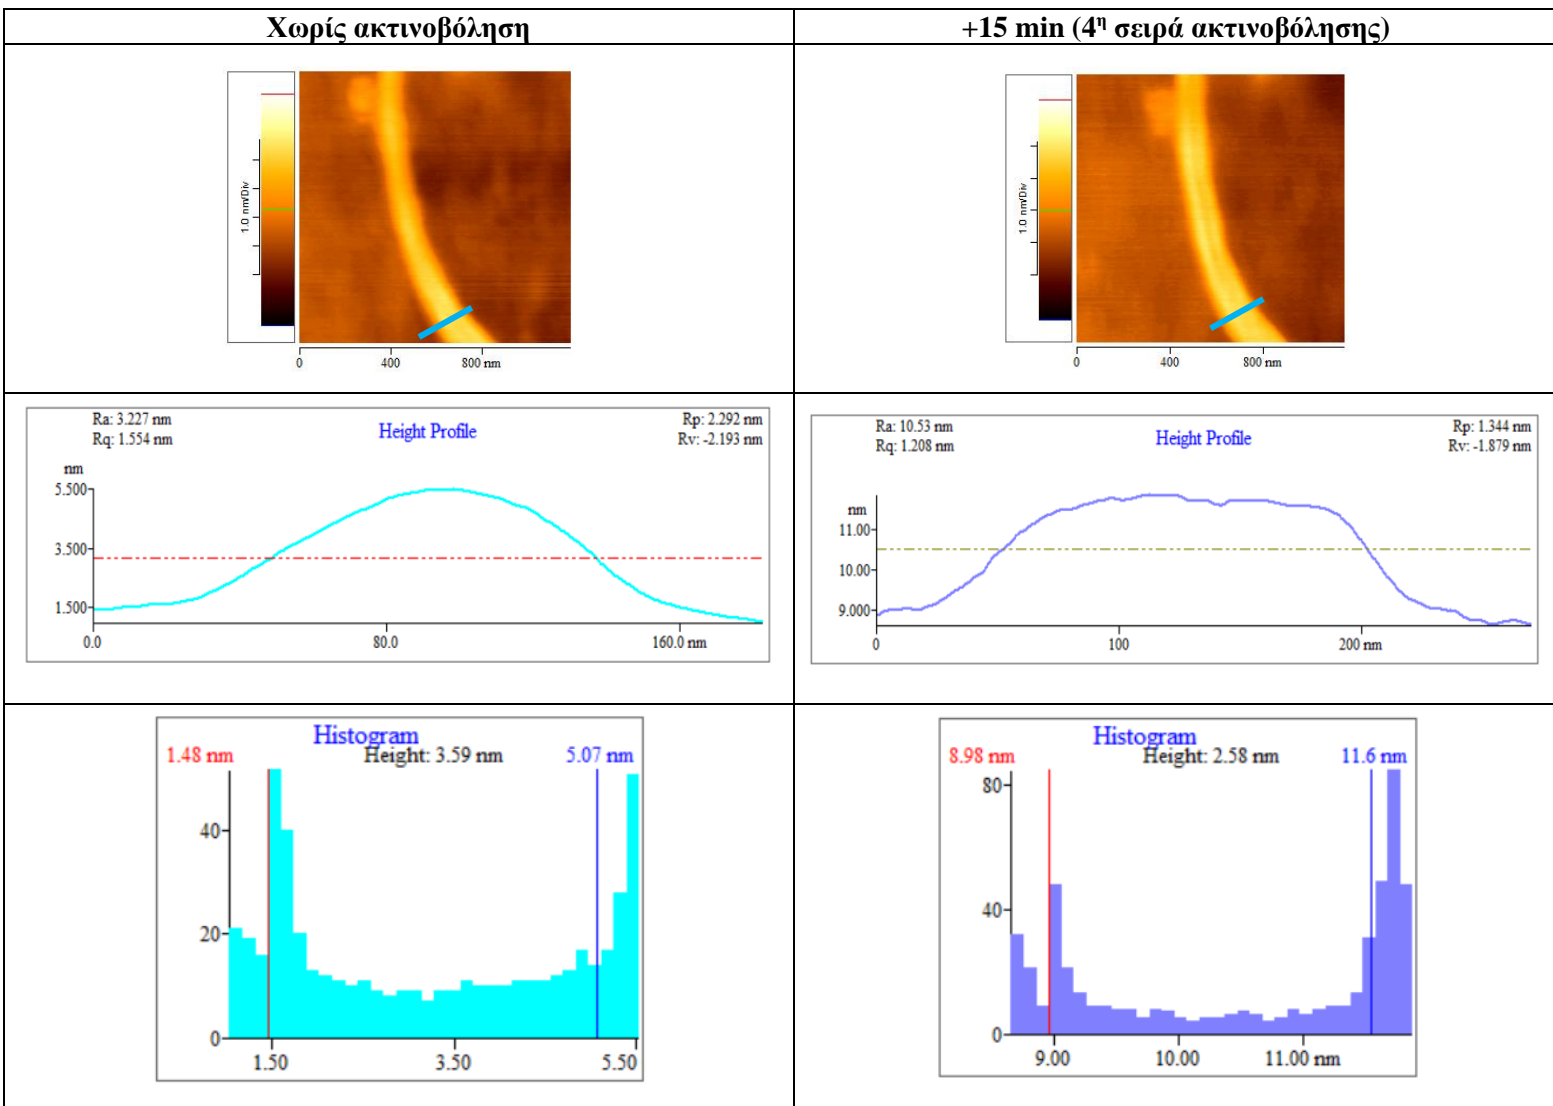 Χωρίς ακτινοβόληση
+15 min (4η σειρά ακτινοβόλησης)
1.0 nm/Div
0 400 800 nm
1.0 nm/Div
0 400 800 nm
Ra: 3.227 nm
Rq: 1.554 nm
Height Profile
Rp: 2.292 nm
Rv: -2.193 nm
nm
5.500
3.500
1.500
0.0 80.0 160.0 nm
Ra: 10.53 nm
Rq: 1.208 nm
Height Profile
Rp: 1.344 nm
Rv: -1.879 nm
nm
11.00
10.00
9.000
0 100 200 nm
Histogram
1.48 nm Height: 3.59 nm 5.07 nm
40
20
0
1.50 3.50 5.50
Histogram
8.98 nm Height: 2.58 nm 11.6 nm
80
40
0
9.00 10.00 11.00 nm